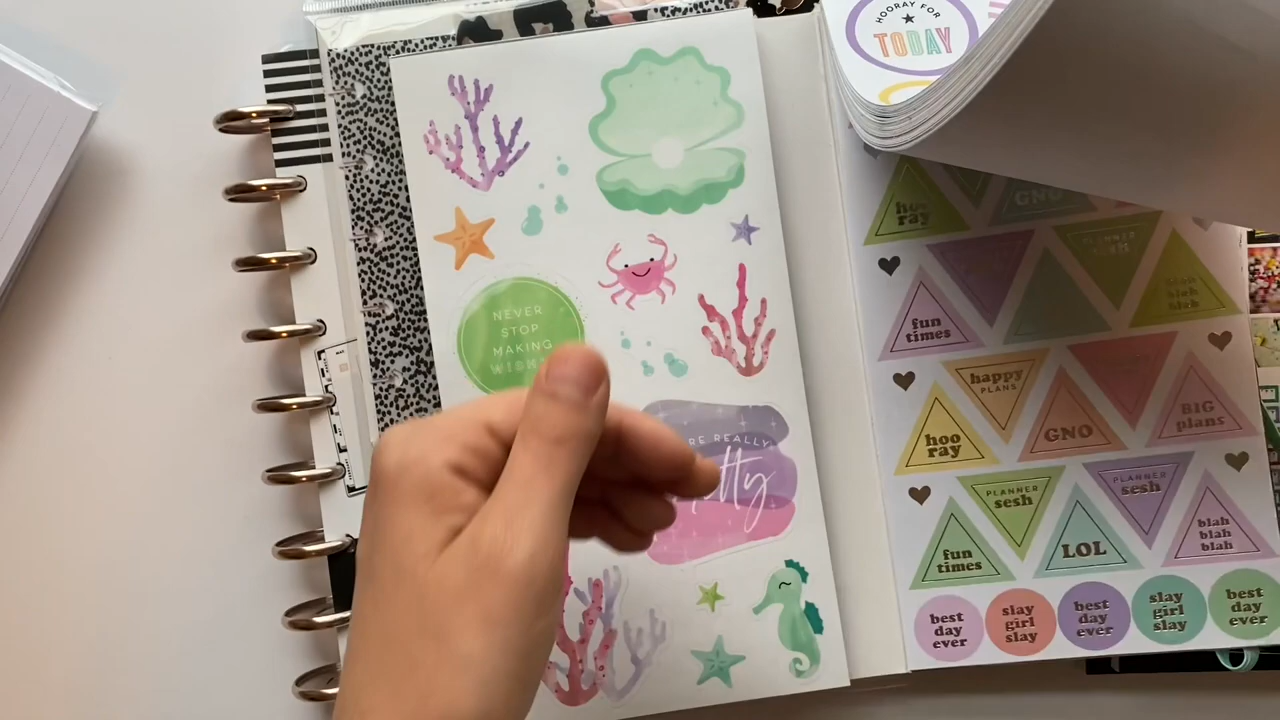 HOORAY FOR
TODAY
NEVER
STOP
MAKING
WISHES
RE REALLY
hoo
ray
GNO
PLANNER
blah
blah
blah
fun
times
happy
PLANS
BIG
plans
hoo
ray
GNO
PLANNER
sesh
PLANNER
sesh
fun
times
LOL
blah
blah
blah
best
day
ever
slay
girl
slay
best
day
ever
slay
girl
slay
best
day
ever